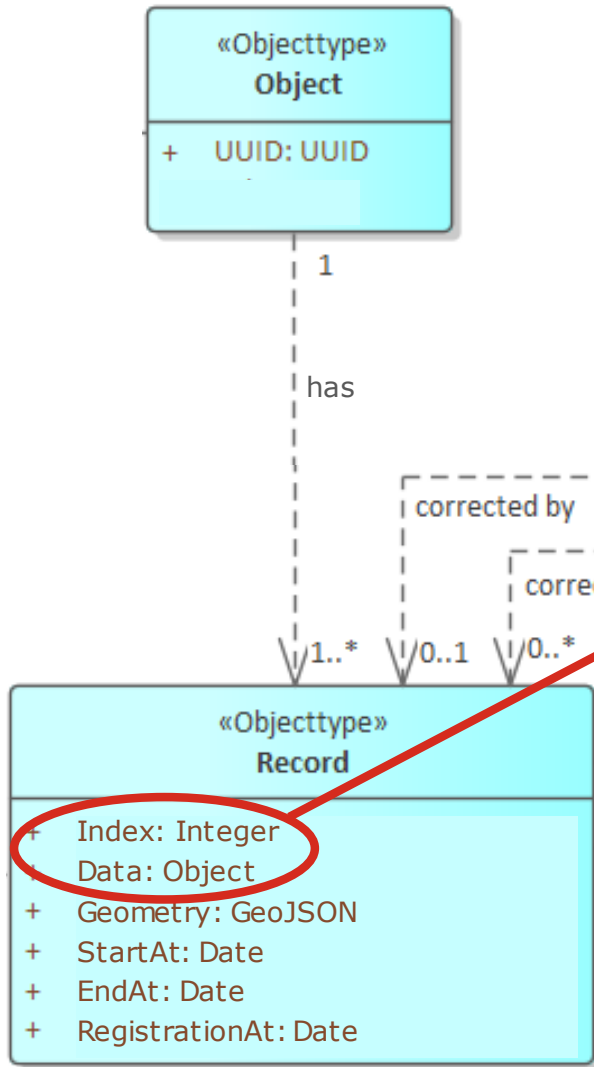 «Objecttype»
Object
+ UUID: UUID
1
has
corrected by
1..* 0..1 0..*
«Objecttype»
Record
+ Index: Integer
+ Data: Object
+ Geometry: GeoJSON
+ StartAt: Date
+ EndAt: Date
+ RegistrationAt: Date